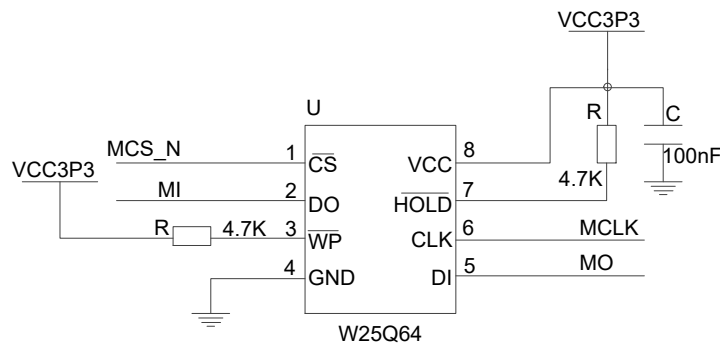 VCC3P3
U
R
C
MCS_N
1
CS
VCC
8
100nF
VCC3P3
4.7K
MI
2
DO
HOLD
7
R
4.7K
3
WP
CLK
6
MCLK
4
GND
DI
5
MO
W25Q64